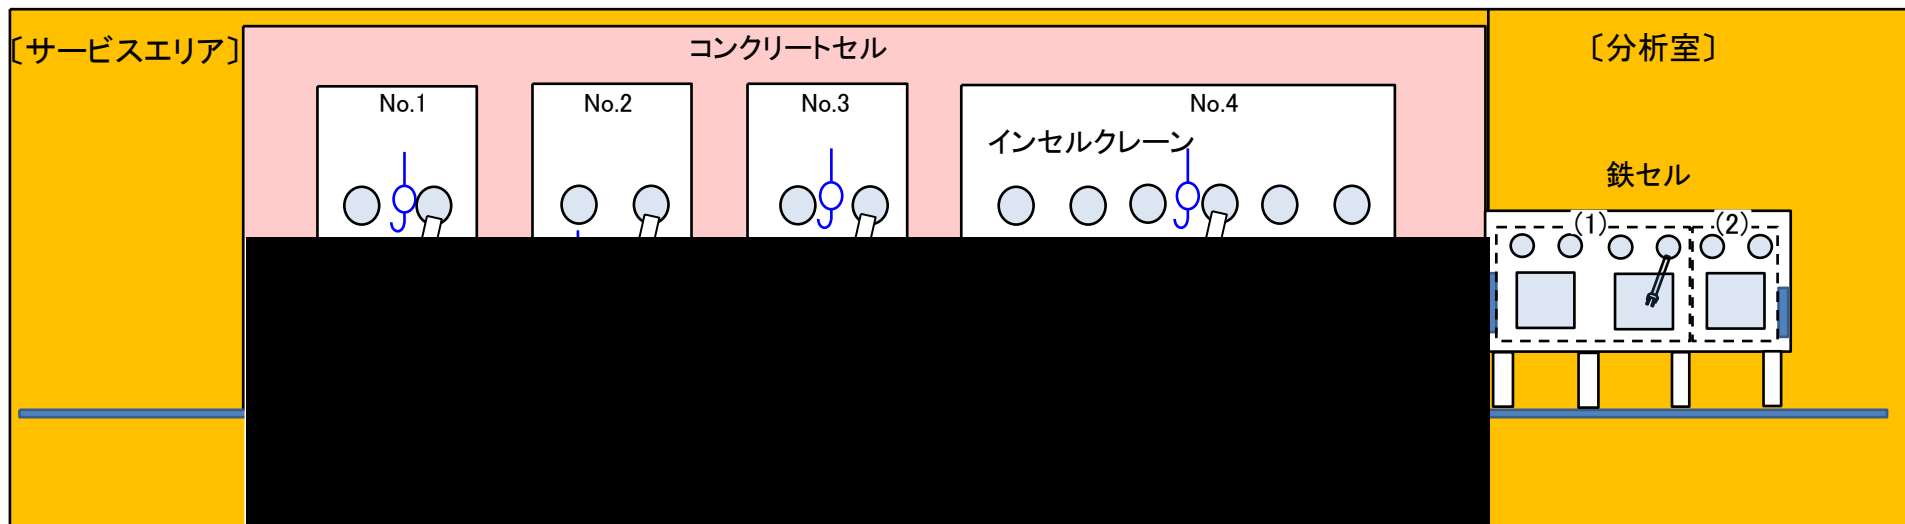 〔サービスエリア〕
コンクリートセル
〔分析室〕
No.1
No.2
No.3
No.4
インセルクレーン
鉄セル
(1)
(2)